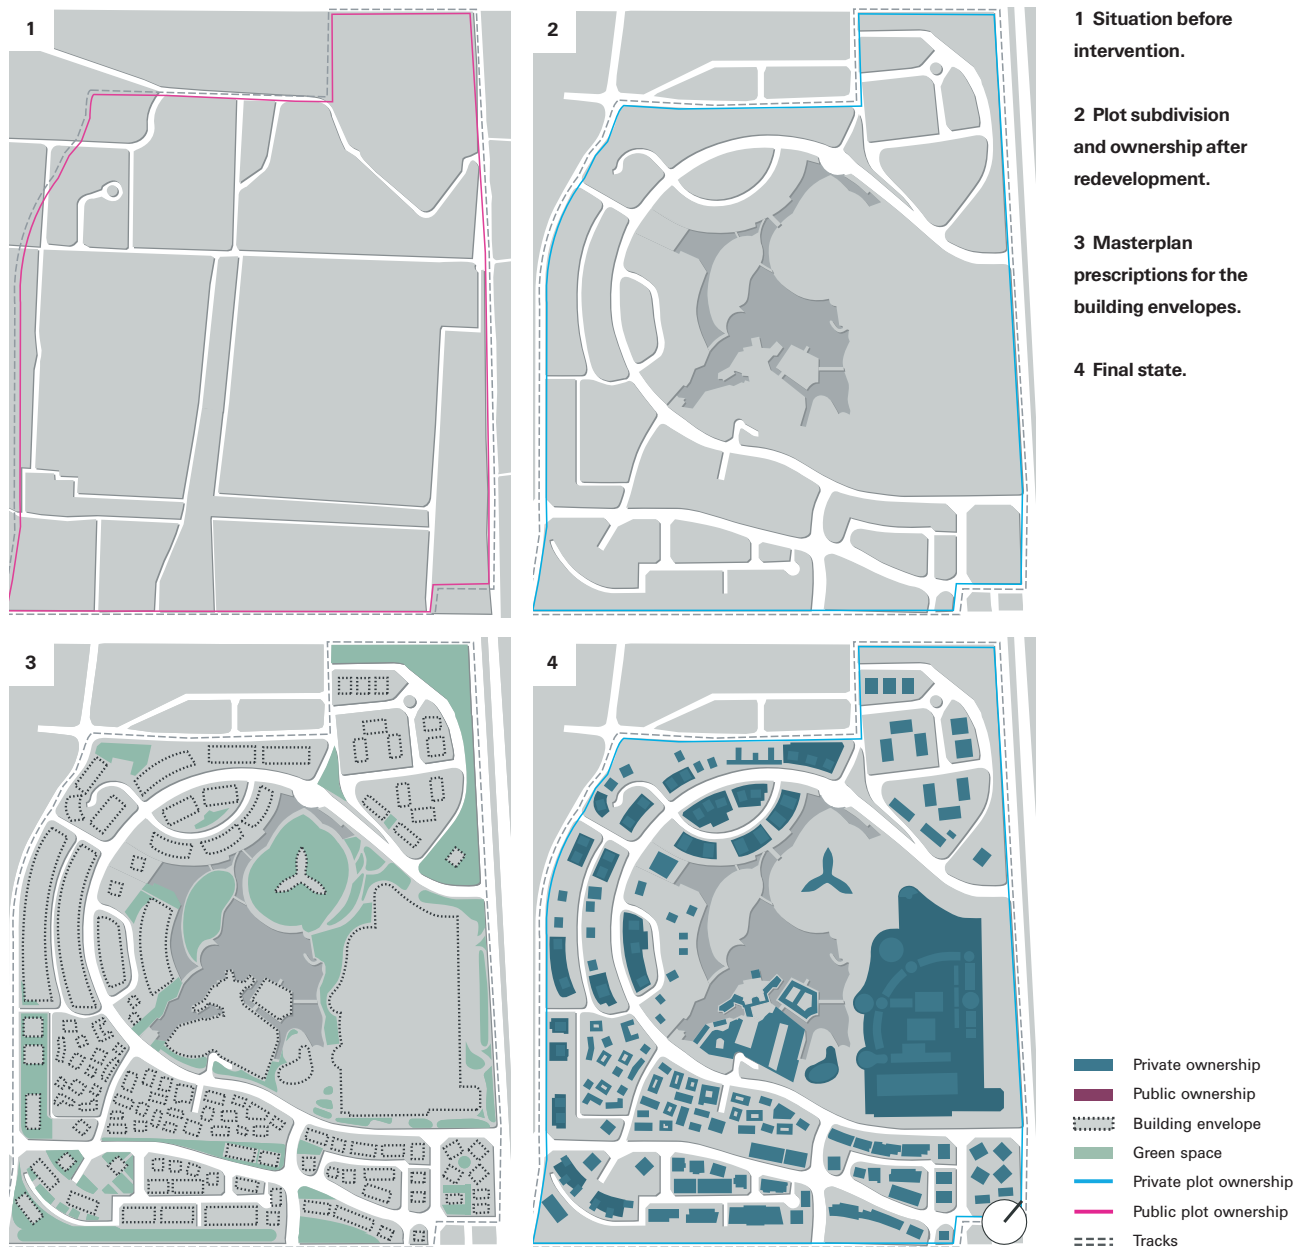 1
2
3
4
1 Situation before
intervention.
2 Plot subdivision
and ownership after
redevelopment.
3 Masterplan
prescriptions for the
building envelopes.
4 Final state.
Private ownership
Public ownership
Building envelope
Green space
Private plot ownership
Public plot ownership
Tracks